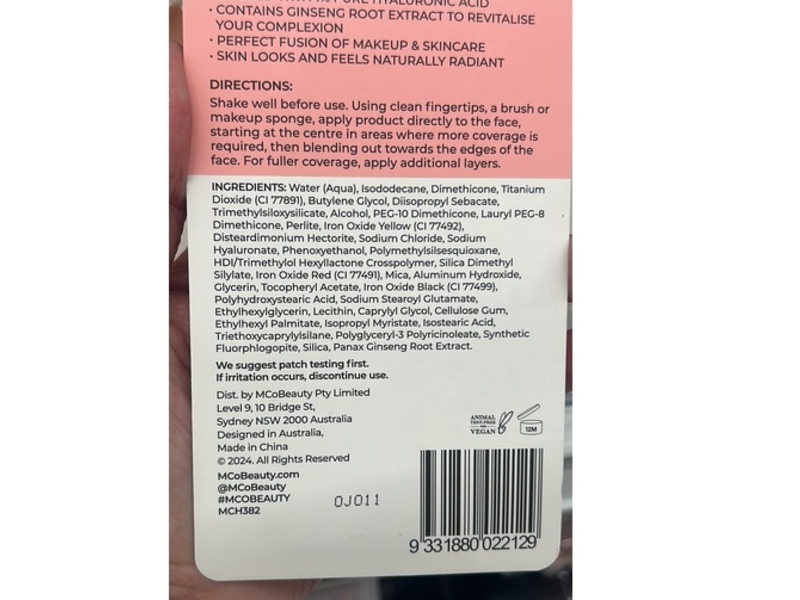 HYALURONIC ACID
• CONTAINS GINSENG ROOT EXTRACT TO REVITALISE
YOUR COMPLEXION
• PERFECT FUSION OF MAKEUP & SKINCARE
• SKIN LOOKS AND FEELS NATURALLY RADIANT
DIRECTIONS:
Shake well before use. Using clean fingertips, a brush or
makeup sponge, apply product directly to the face,
starting at the centre in areas where more coverage is
required, then blending out towards the edges of the
face. For fuller coverage, apply additional layers.
INGREDIENTS: Water (Aqua), Isododecane, Dimethicone, Titanium
Dioxide (CI 77891), Butylene Glycol, Diisopropyl Sebacate,
Trimethylsiloxysilicate, Alcohol, PEG-10 Dimethicone, Lauryl PEG-8
Dimethicone, Perlite, Iron Oxide Yellow (CI 77492),
Disteardimonium Hectorite, Sodium Chloride, Sodium
Hyaluronate, Phenoxyethanol, Polymethylsilsesquioxane,
HDI/Trimethylol Hexyllactone Crosspolymer, Silica Dimethyl
Silylate, Iron Oxide Red (CI 77491), Mica, Aluminum Hydroxide,
Glycerin, Tocopheryl Acetate, Iron Oxide Black (CI 77499),
Polyhydroxystearic Acid, Sodium Stearoyl Glutamate,
Ethylhexylglycerin, Lecithin, Caprylyl Glycol, Cellulose Gum,
Ethylhexyl Palmitate, Isopropyl Myristate, Isostearic Acid,
Triethoxycaprylylsilane, Polyglyceryl-3 Polyricinoleate, Synthetic
Fluorphlogopite, Silica, Panax Ginseng Root Extract.
We suggest patch testing first.
If irritation occurs, discontinue use.
Dist. by MCoBeauty Pty Limited
Level 9, 10 Bridge St,
Sydney NSW 2000 Australia
Designed in Australia,
Made in China
© 2024. All Rights Reserved
MCoBeauty.com
@MCoBeauty
#MCOBEAUTY
MCH382
0J011
ANIMAL
TEST-FREE
VEGAN
12M
9 331880 022129